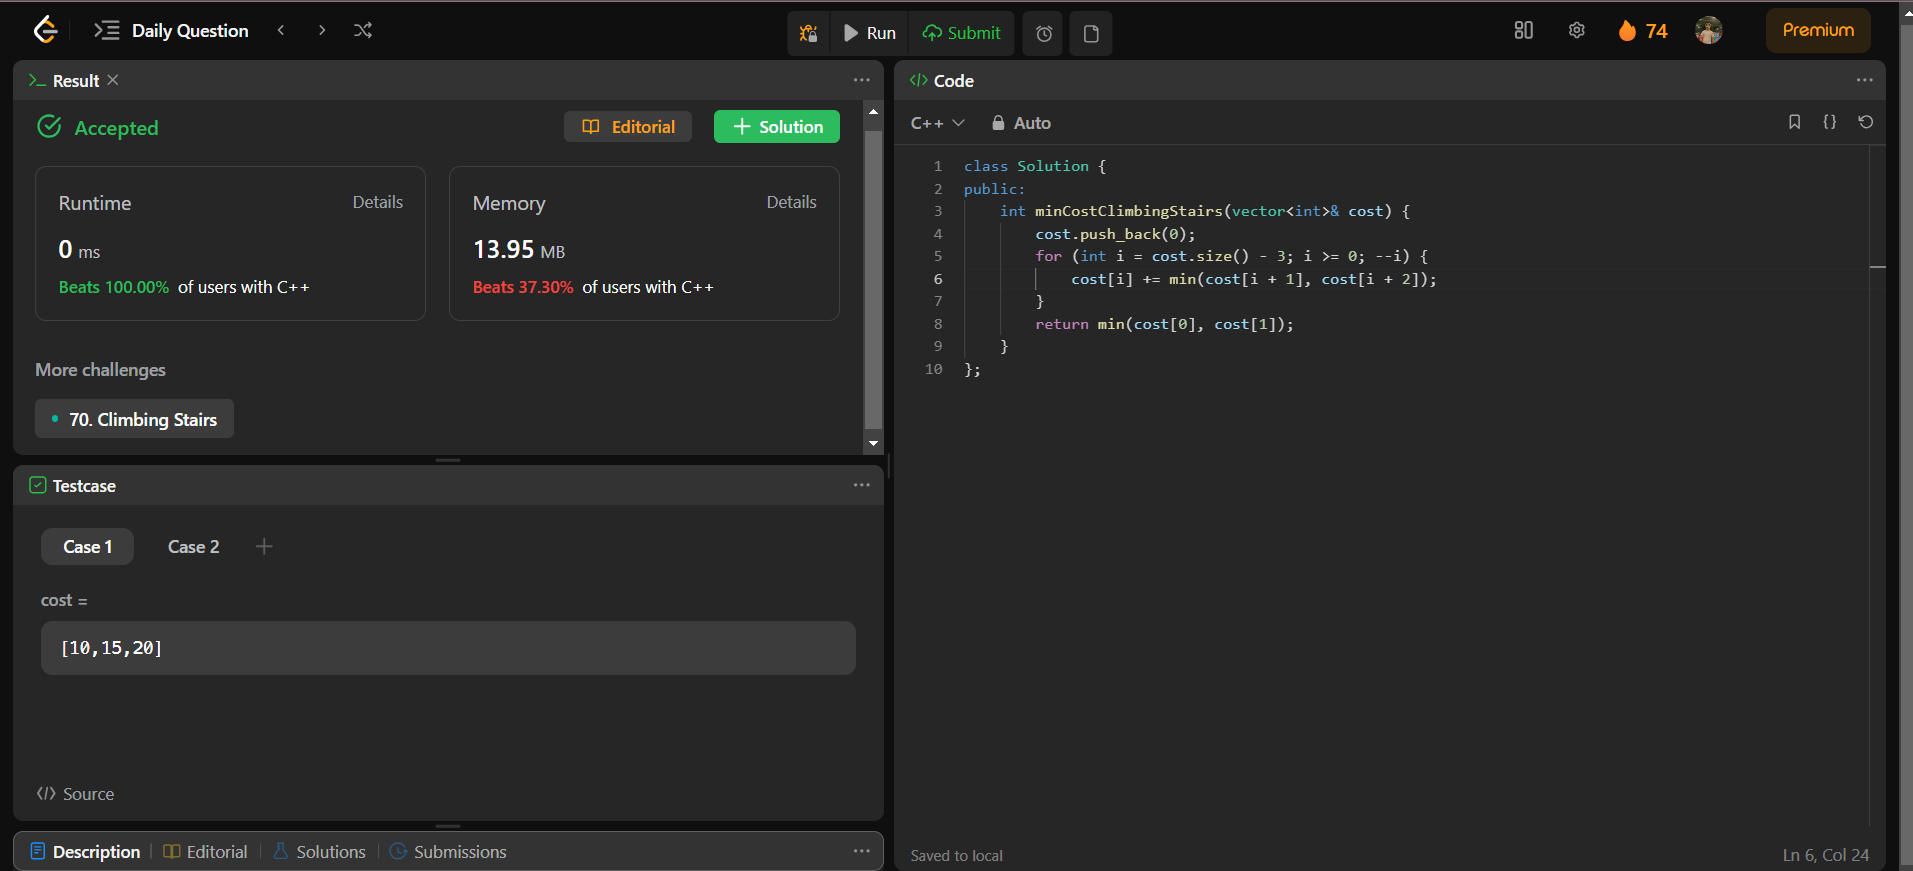 Daily Question
Run
Submit
74
Premium
Result
Accepted
Editorial
Solution
Runtime
Details
0 ms
Beats 100.00% of users with C++
Memory
Details
13.95 MB
Beats 37.30% of users with C++
More challenges
70. Climbing Stairs
Testcase
Case 1
Case 2
cost =
[10,15,20]
</> Source
Description
Editorial
Solutions
Submissions
</> Code
C++
Auto
{}
1 class Solution {
2 public:
3 int minCostClimbingStairs(vector<int>& cost) {
4 cost.push_back(0);
5 for (int i = cost.size() - 3; i >= 0; --i) {
6 cost[i] += min(cost[i + 1], cost[i + 2]);
7 }
8 return min(cost[0], cost[1]);
9 }
10 };
Saved to local
Ln 6, Col 24